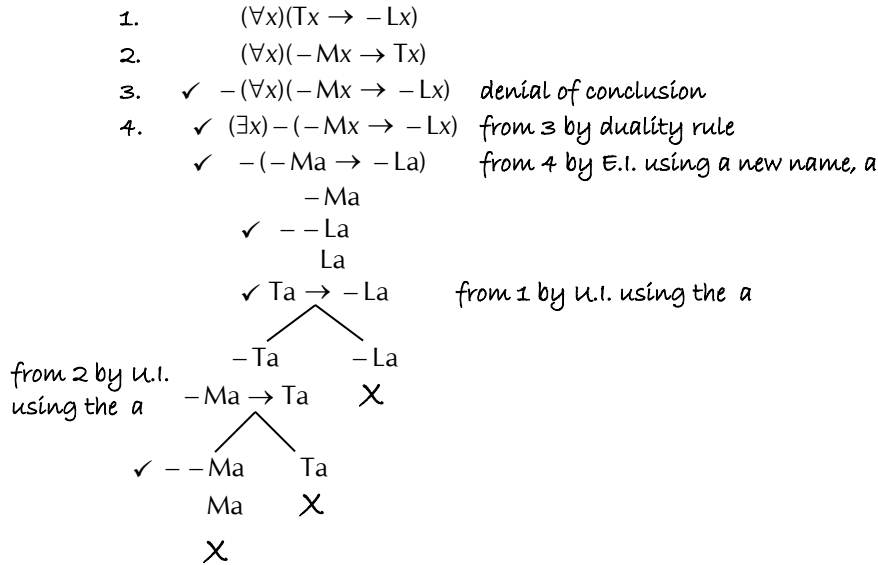 1. (∀x)(Tx → –Lx)
2. (∀x)(–Mx → Tx)
3. ✓ –(∀x)(–Mx → –Lx) denial of conclusion
4. ✓ (∃x)–(–Mx → –Lx) from 3 by duality rule
✓ –(–Ma → –La) from 4 by E.I. using a new name, a
–Ma
✓ – –La
La
✓ Ta → –La from 1 by U.I. using the a
–Ta –La
from 2 by U.I.
using the a
–Ma → Ta X
✓ – –Ma Ta
Ma X
X